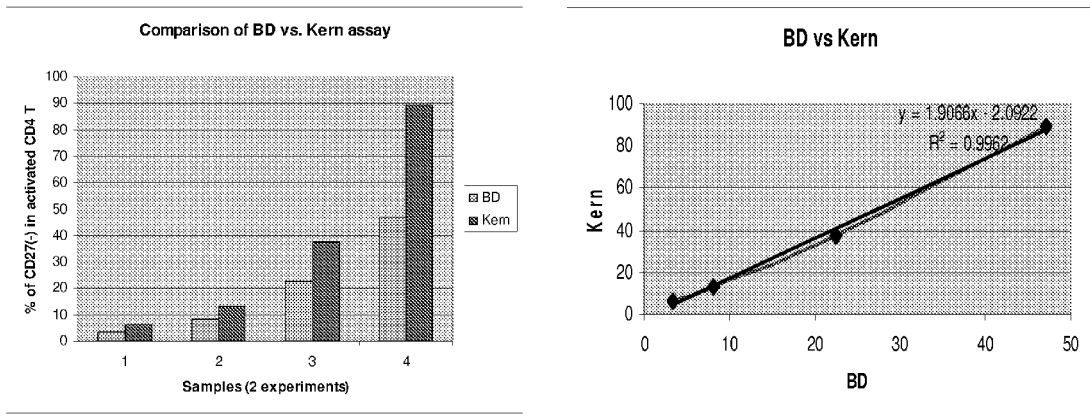 Comparison of BD vs. Kern assay
% of CD27(-) in activated CD4 T
100
90
80
70
60
50
40
30
20
10
0
1 2 3 4
Samples (2 experiments)
BD
Kern
BD vs Kern
Kern
100
80
60
40
20
0
y = 1.9066x - 2.0922
R² = 0.9962
0 10 20 30 40 50
BD